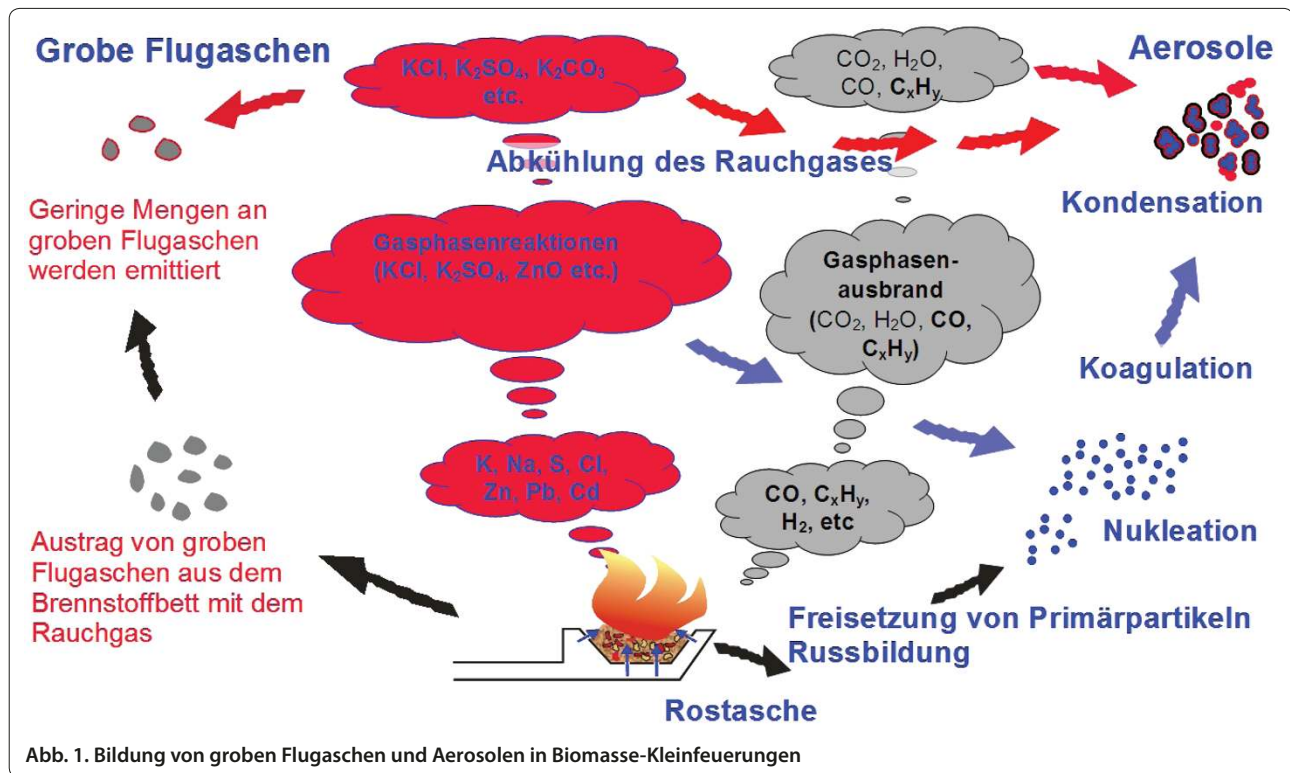 Grobe Flugaschen
KCl, K₂SO₄, K₂CO₃
etc.
CO₂, H₂O,
CO, CₓHᵧ
Aerosole
Abkühlung des Rauchgases
Kondensation
Geringe Mengen an
groben Flugaschen
werden emittiert
Gasphasenreaktionen
(KCl, K₂SO₄, ZnO etc.)
Gasphasen-
ausbrand
(CO₂, H₂O, CO,
CₓHᵧ)
Koagulation
K, Na, S, Cl,
Zn, Pb, Cd
CO, CₓHᵧ,
H₂, etc
Nukleation
Austrag von groben
Flugaschen aus dem
Brennstoffbett mit dem
Rauchgas
Freisetzung von Primärpartikeln
Russbildung
Rostasche
Abb. 1. Bildung von groben Flugaschen und Aerosolen in Biomasse-Kleinfeuerungen